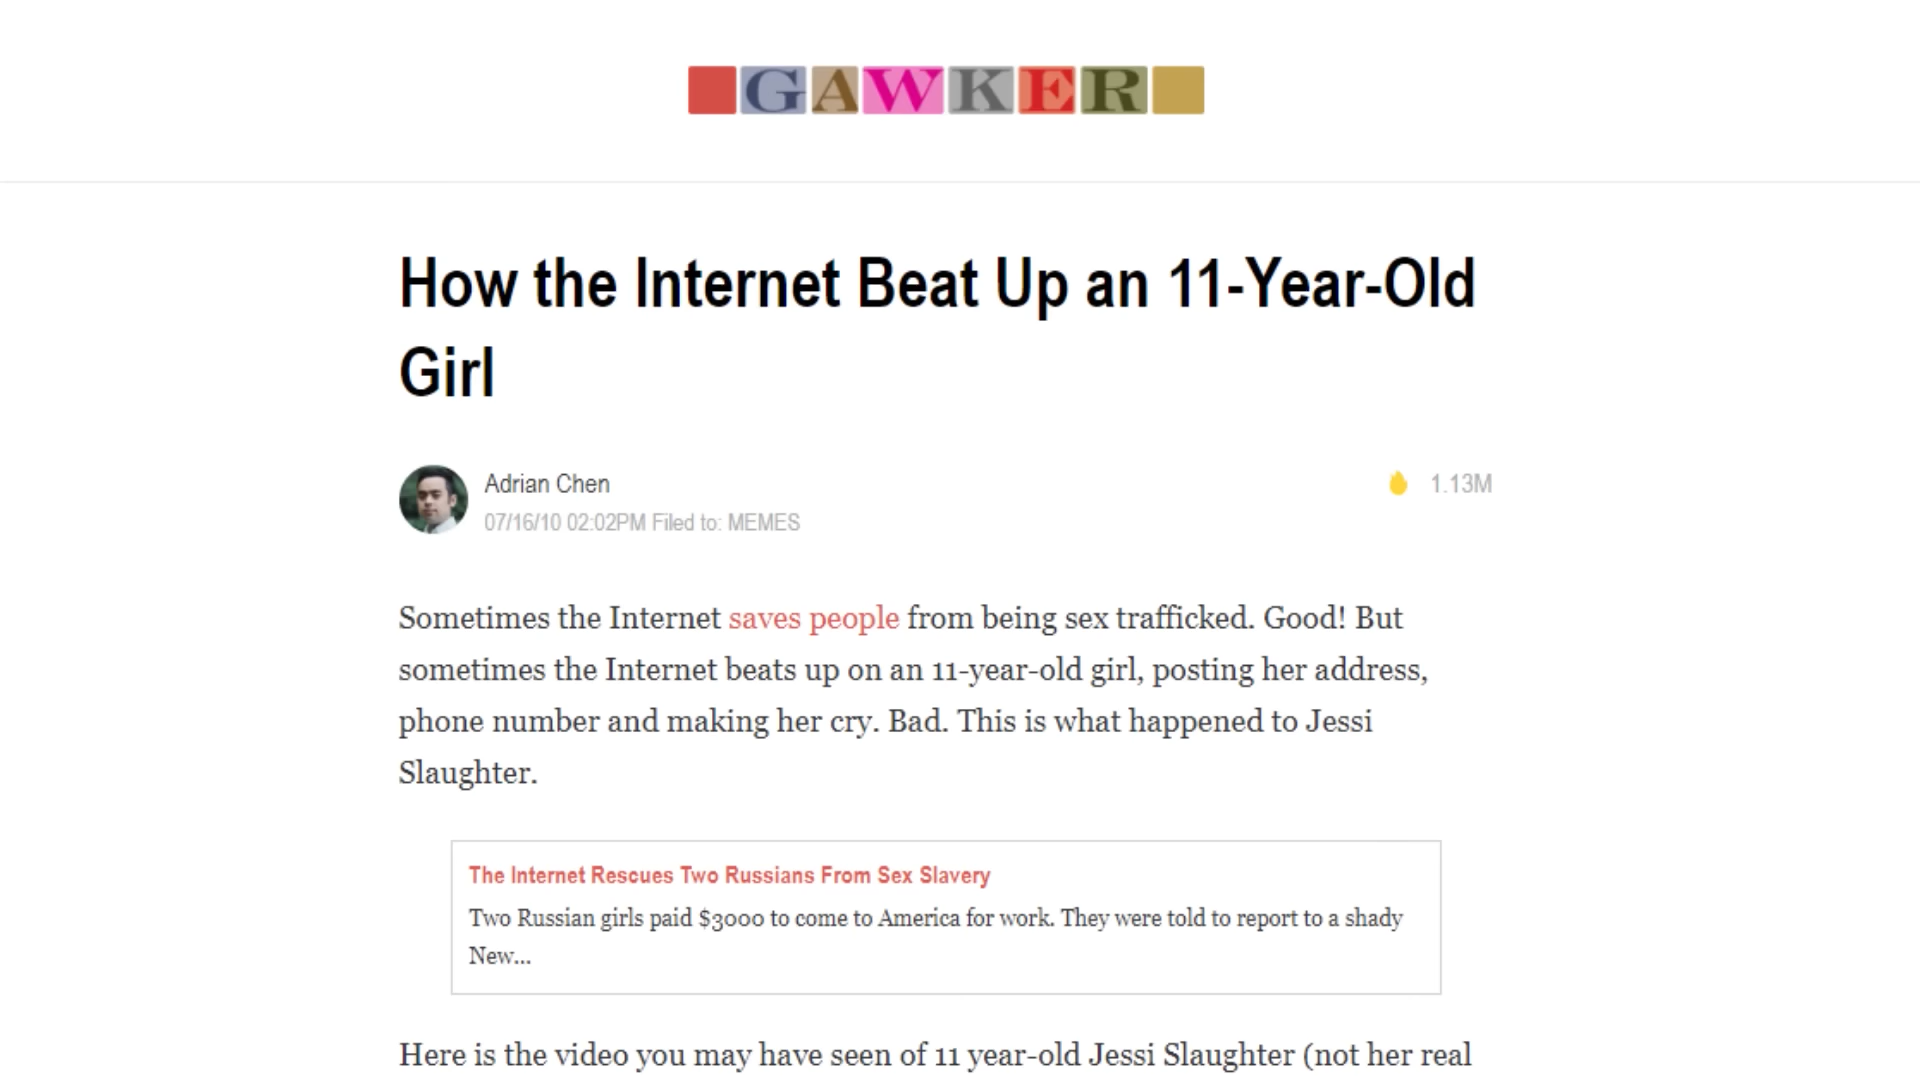 GAWKER
How the Internet Beat Up an 11-Year-Old
Girl
Adrian Chen
1.13M
07/16/10 02:02PM Filed to: MEMES
Sometimes the Internet saves people from being sex trafficked. Good! But
sometimes the Internet beats up on an 11-year-old girl, posting her address,
phone number and making her cry. Bad. This is what happened to Jessi
Slaughter.
The Internet Rescues Two Russians From Sex Slavery
Two Russian girls paid $3000 to come to America for work. They were told to report to a shady
New...
Here is the video you may have seen of 11 year-old Jessi Slaughter (not her real